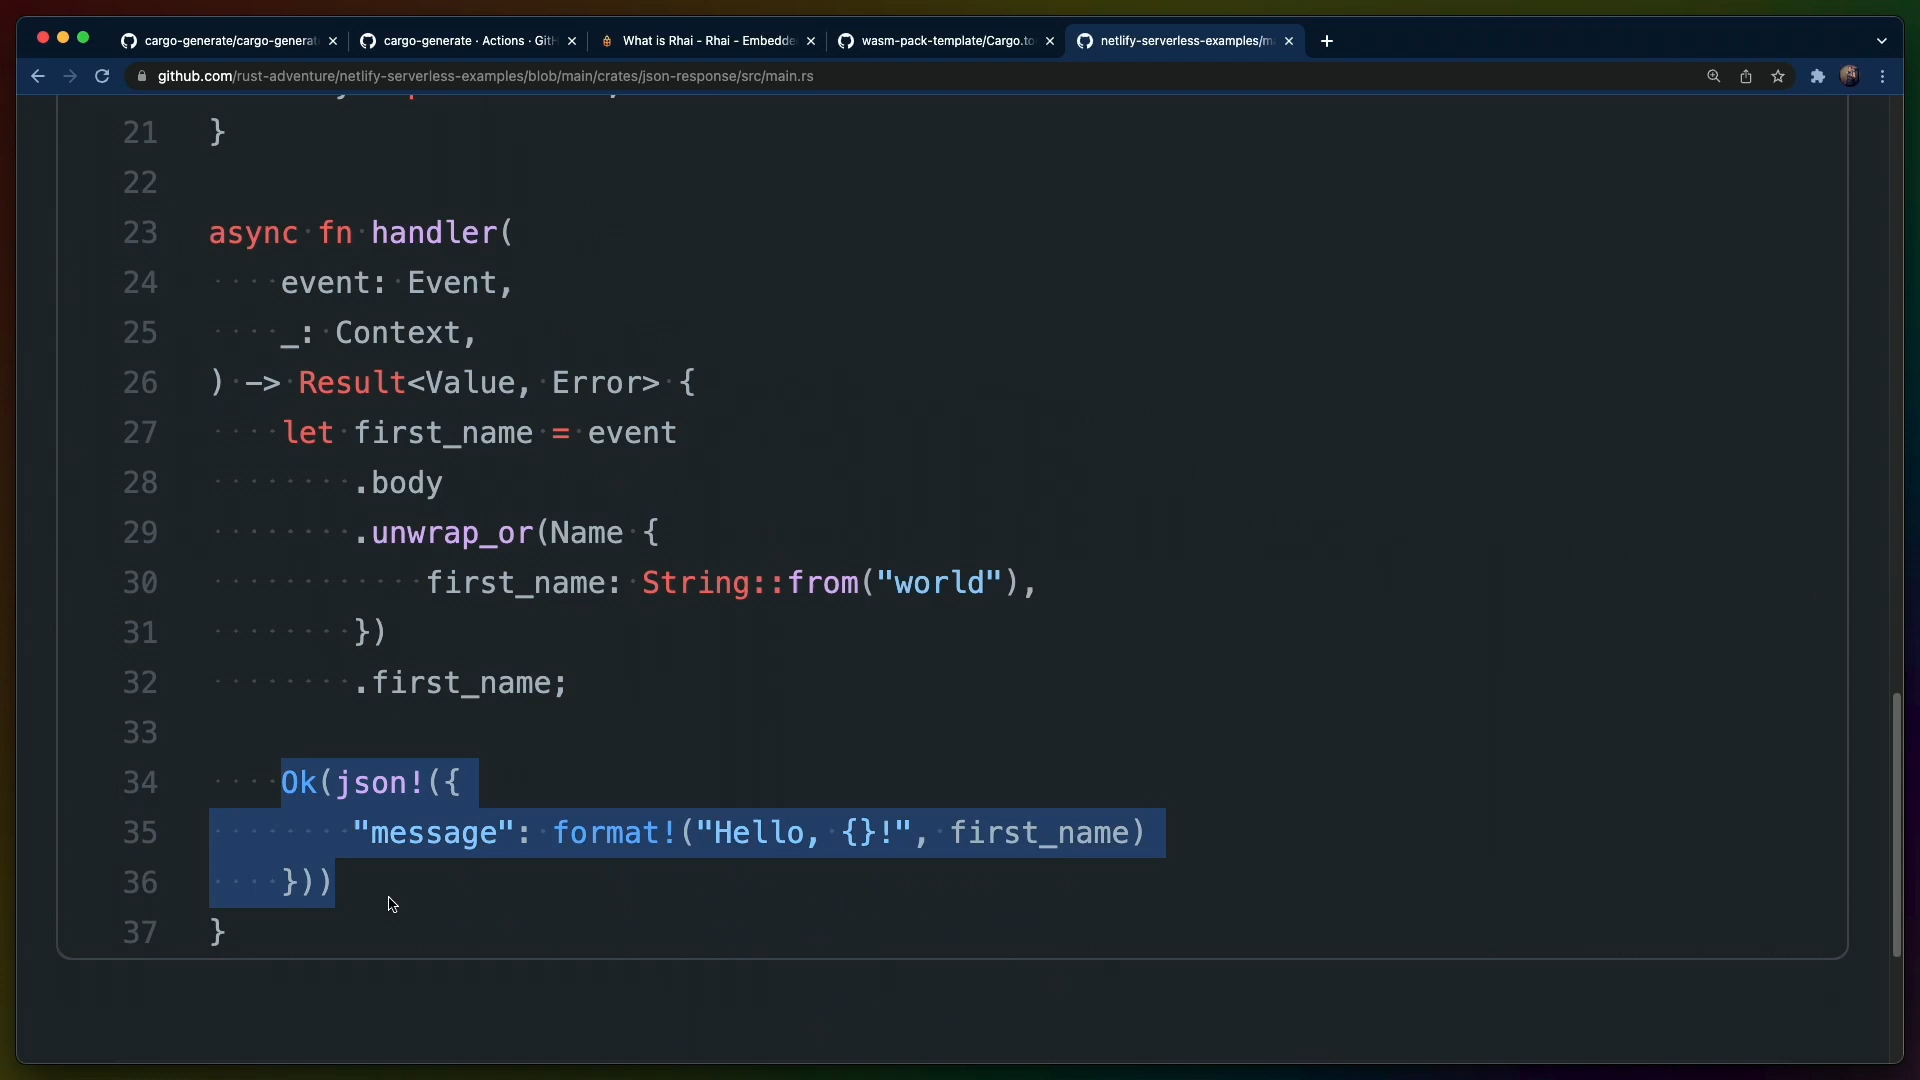 cargo-generate/cargo-generat
cargo-generate · Actions · GitH
What is Rhai - Rhai - Embedde
wasm-pack-template/Cargo.to
netlify-serverless-examples/m
github.com/rust-adventure/netlify-serverless-examples/blob/main/crates/json-response/src/main.rs
21 }
22
23 async fn handler(
24     event: Event,
25     _: Context,
26 ) -> Result<Value, Error> {
27     let first_name = event
28         .body
29         .unwrap_or(Name {
30             first_name: String::from("world"),
31         })
32         .first_name;
33
34     Ok(json!({
35         "message": format!("Hello, {}!", first_name)
36     }))
37 }